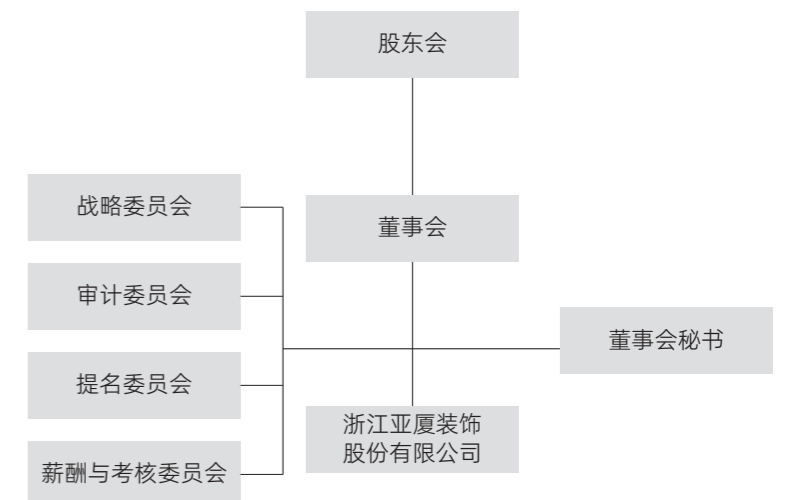 股东会
战略委员会
董事会
审计委员会
董事会秘书
提名委员会
浙江亚厦装饰
股份有限公司
薪酬与考核委员会